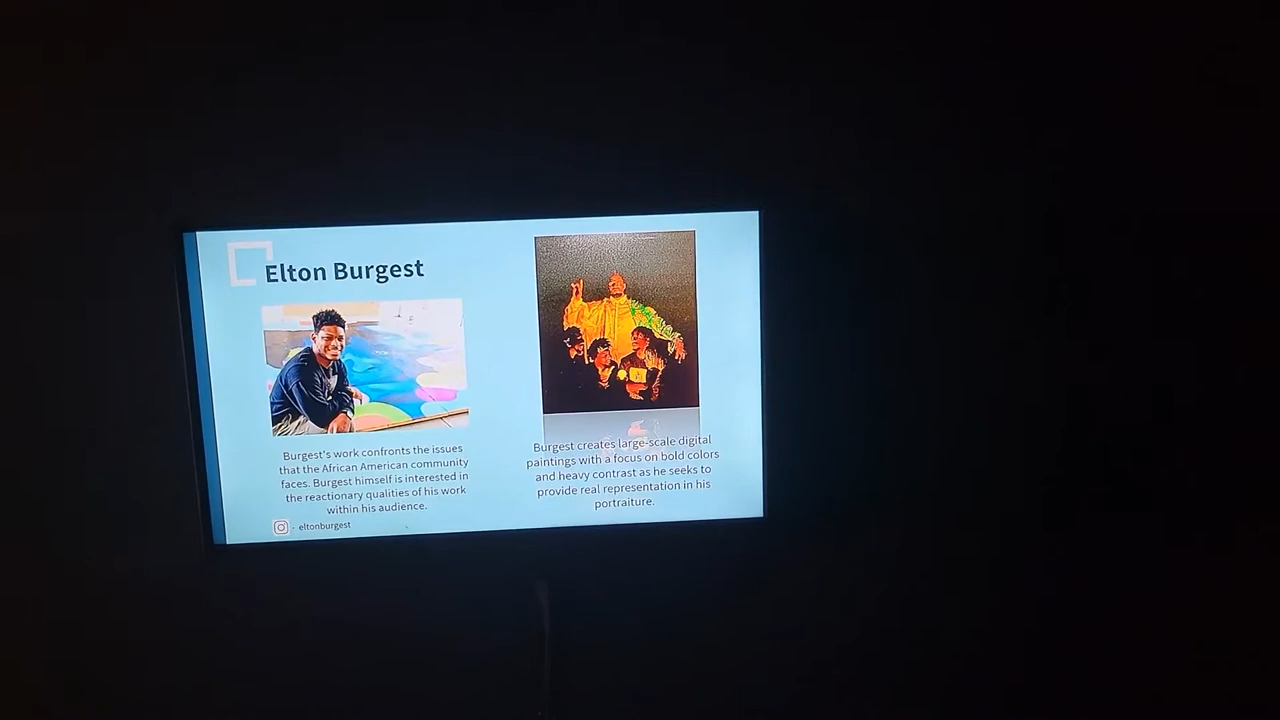 Elton Burgest
Burgest's work confronts the issues
that the African American community
faces. Burgest himself is interested in
the reactionary qualities of his work
within his audience.
- eltonburgest
Burgest creates large-scale digital
paintings with a focus on bold colors
and heavy contrast as he seeks to
provide real representation in his
portraiture.